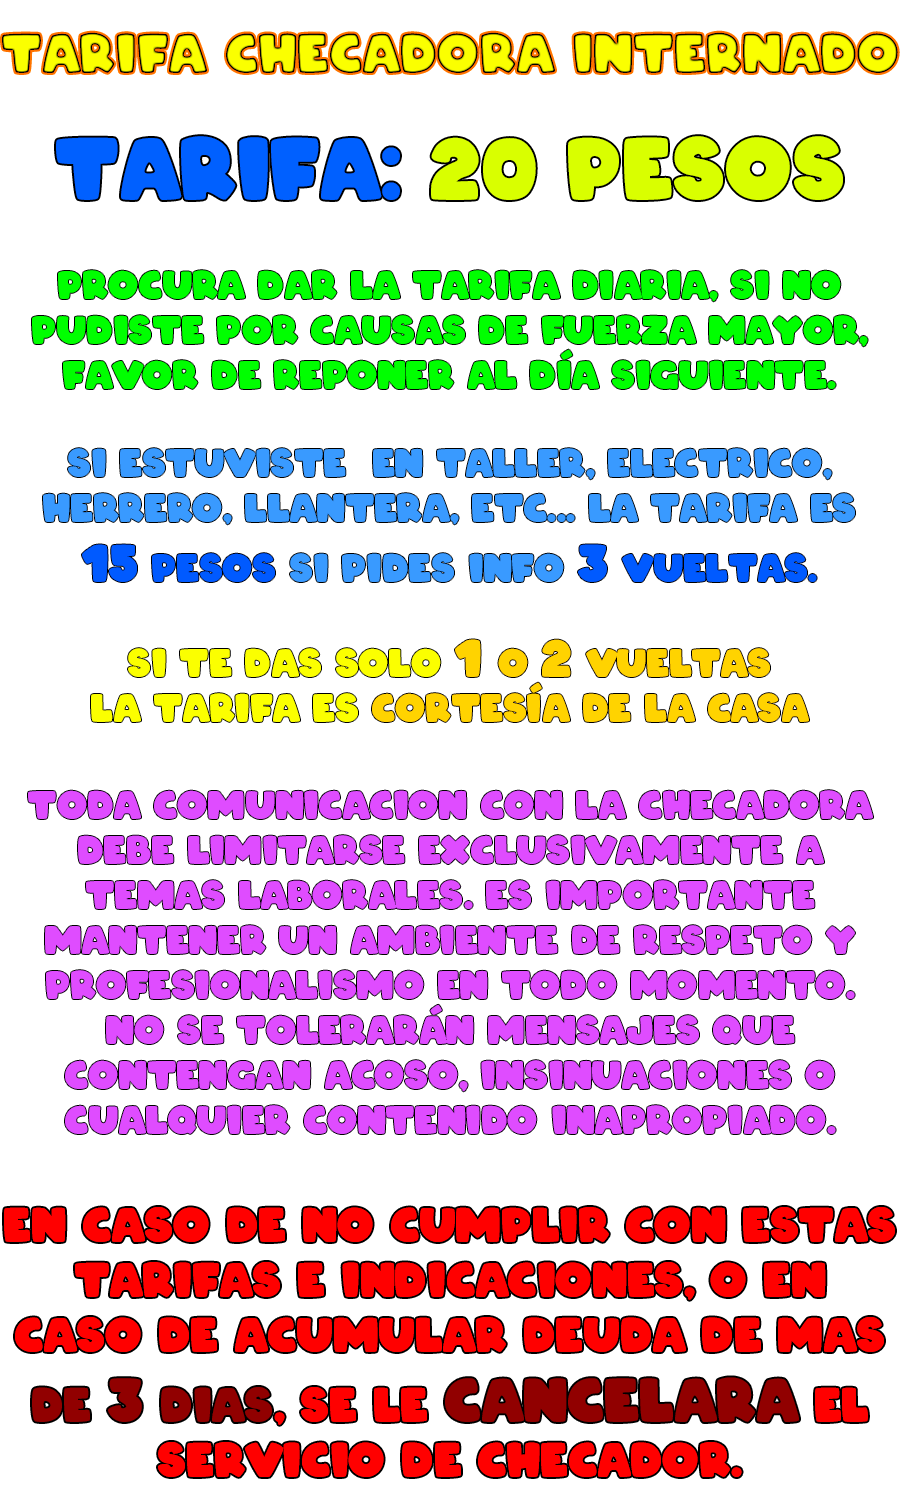 TARIFA CHECADORA INTERNADO
TARIFA: 20 PESOS
PROCURA DAR LA TARIFA DIARIA, SI NO
PUDISTE POR CAUSAS DE FUERZA MAYOR,
FAVOR DE REPONER AL DÍA SIGUIENTE.
SI ESTUVISTE EN TALLER, ELECTRICO,
HERRERO, LLANTERA, ETC... LA TARIFA ES
15 PESOS SI PIDES INFO 3 VUELTAS.
SI TE DAS SOLO 1 O 2 VUELTAS
LA TARIFA ES CORTESÍA DE LA CASA
TODA COMUNICACION CON LA CHECADORA
DEBE LIMITARSE EXCLUSIVAMENTE A
TEMAS LABORALES. ES IMPORTANTE
MANTENER UN AMBIENTE DE RESPETO Y
PROFESIONALISMO EN TODO MOMENTO.
NO SE TOLERARÁN MENSAJES QUE
CONTENGAN ACOSO, INSINUACIONES O
CUALQUIER CONTENIDO INAPROPIADO.
EN CASO DE NO CUMPLIR CON ESTAS
TARIFAS E INDICACIONES, O EN
CASO DE ACUMULAR DEUDA DE MAS
DE 3 DIAS, SE LE CANCELARA EL
SERVICIO DE CHECADOR.